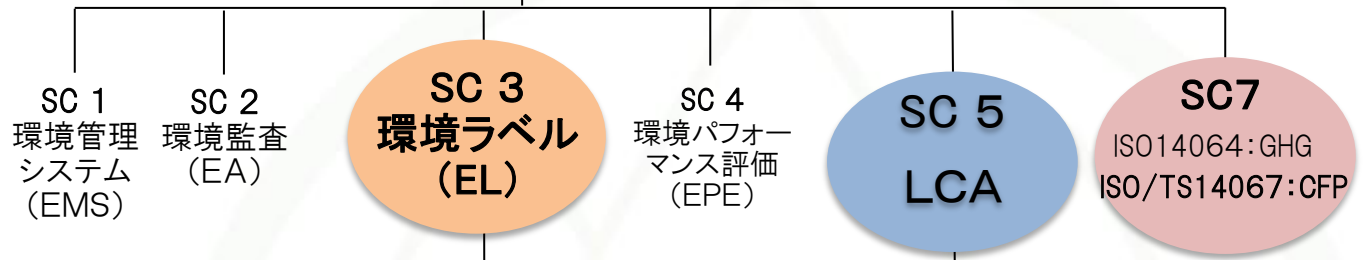 SC 1
環境管理
システム
(EMS)
SC 2
環境監査
(EA)
SC 3
環境ラベル
(EL)
SC 4
環境パフォー
マンス評価
(EPE)
SC 5
LCA
SC7
ISO14064:GHG
ISO/TS14067:CFP